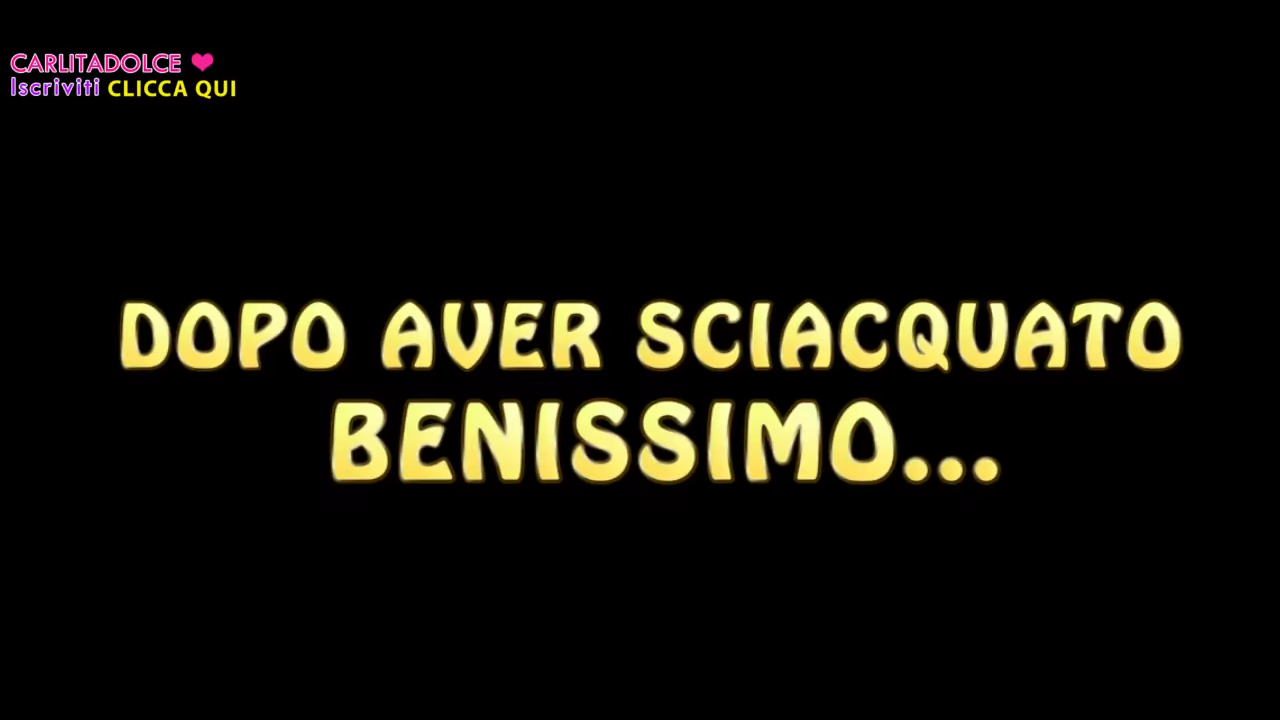 CARLITADOLCE ❤
Iscriviti CLICCA QUI
DOPO AVER SCIACQUATO
BENISSIMO...